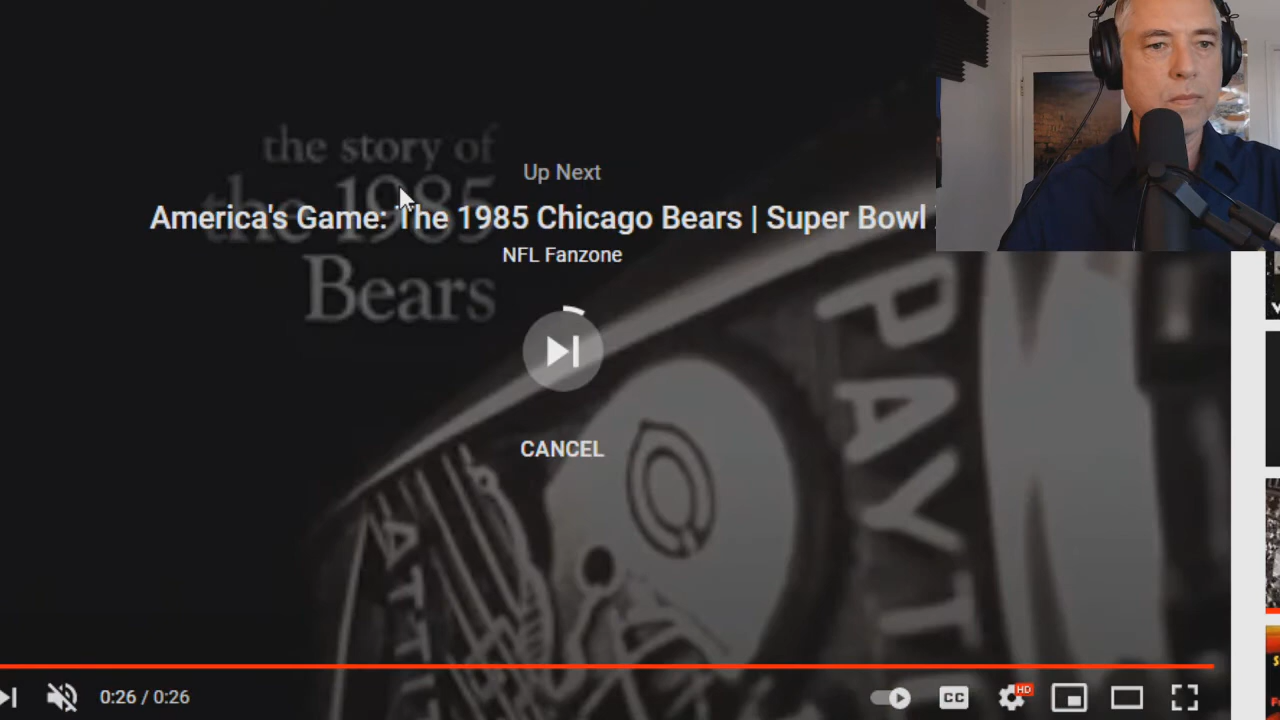 the story of
the 1985
Bears
Up Next
America's Game: The 1985 Chicago Bears | Super Bowl
NFL Fanzone
CANCEL
PAYT
ATTI
0:26 / 0:26
CC
HD